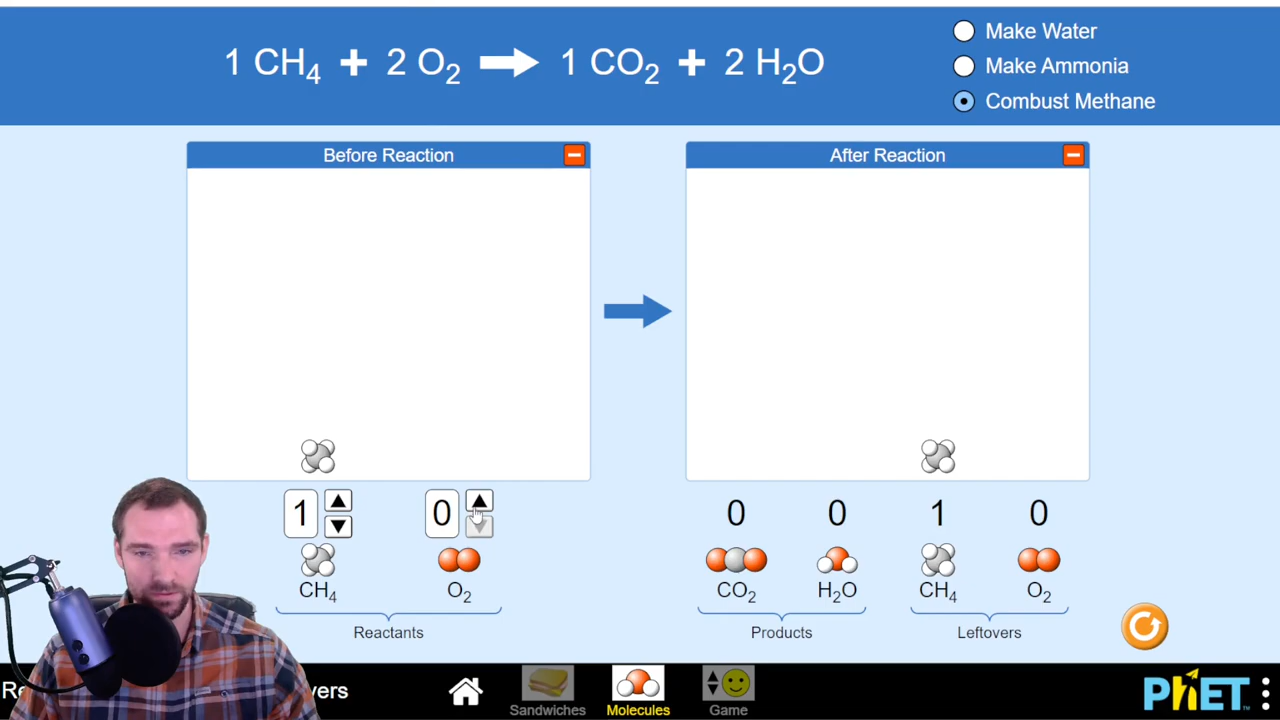 1 CH₄ + 2 O₂ → 1 CO₂ + 2 H₂O
Make Water
Make Ammonia
Combust Methane
Before Reaction
After Reaction
1
0
0
0
1
0
CH₄
O₂
CO₂
H₂O
CH₄
O₂
Reactants
Products
Leftovers
Sandwiches
Molecules
Game
PhET